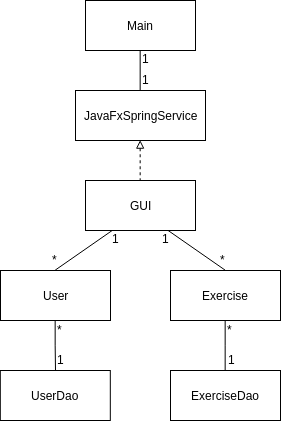 Main
1
1
JavaFxSpringService
GUI
1 1
* *
User Exercise
* *
1 1
UserDao ExerciseDao